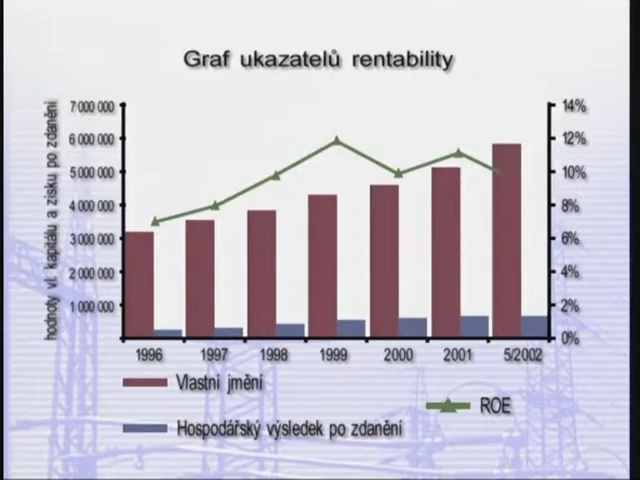 Graf ukazatelů rentability
hodnoty vl. kapitálu a zisku po zdanění
7 000 000
6 000 000
5 000 000
4 000 000
3 000 000
2 000 000
1 000 000
14%
12%
10%
8%
6%
4%
2%
0%
1996 1997 1998 1999 2000 2001 5/2002
Vlastní jmění
ROE
Hospodářský výsledek po zdanění